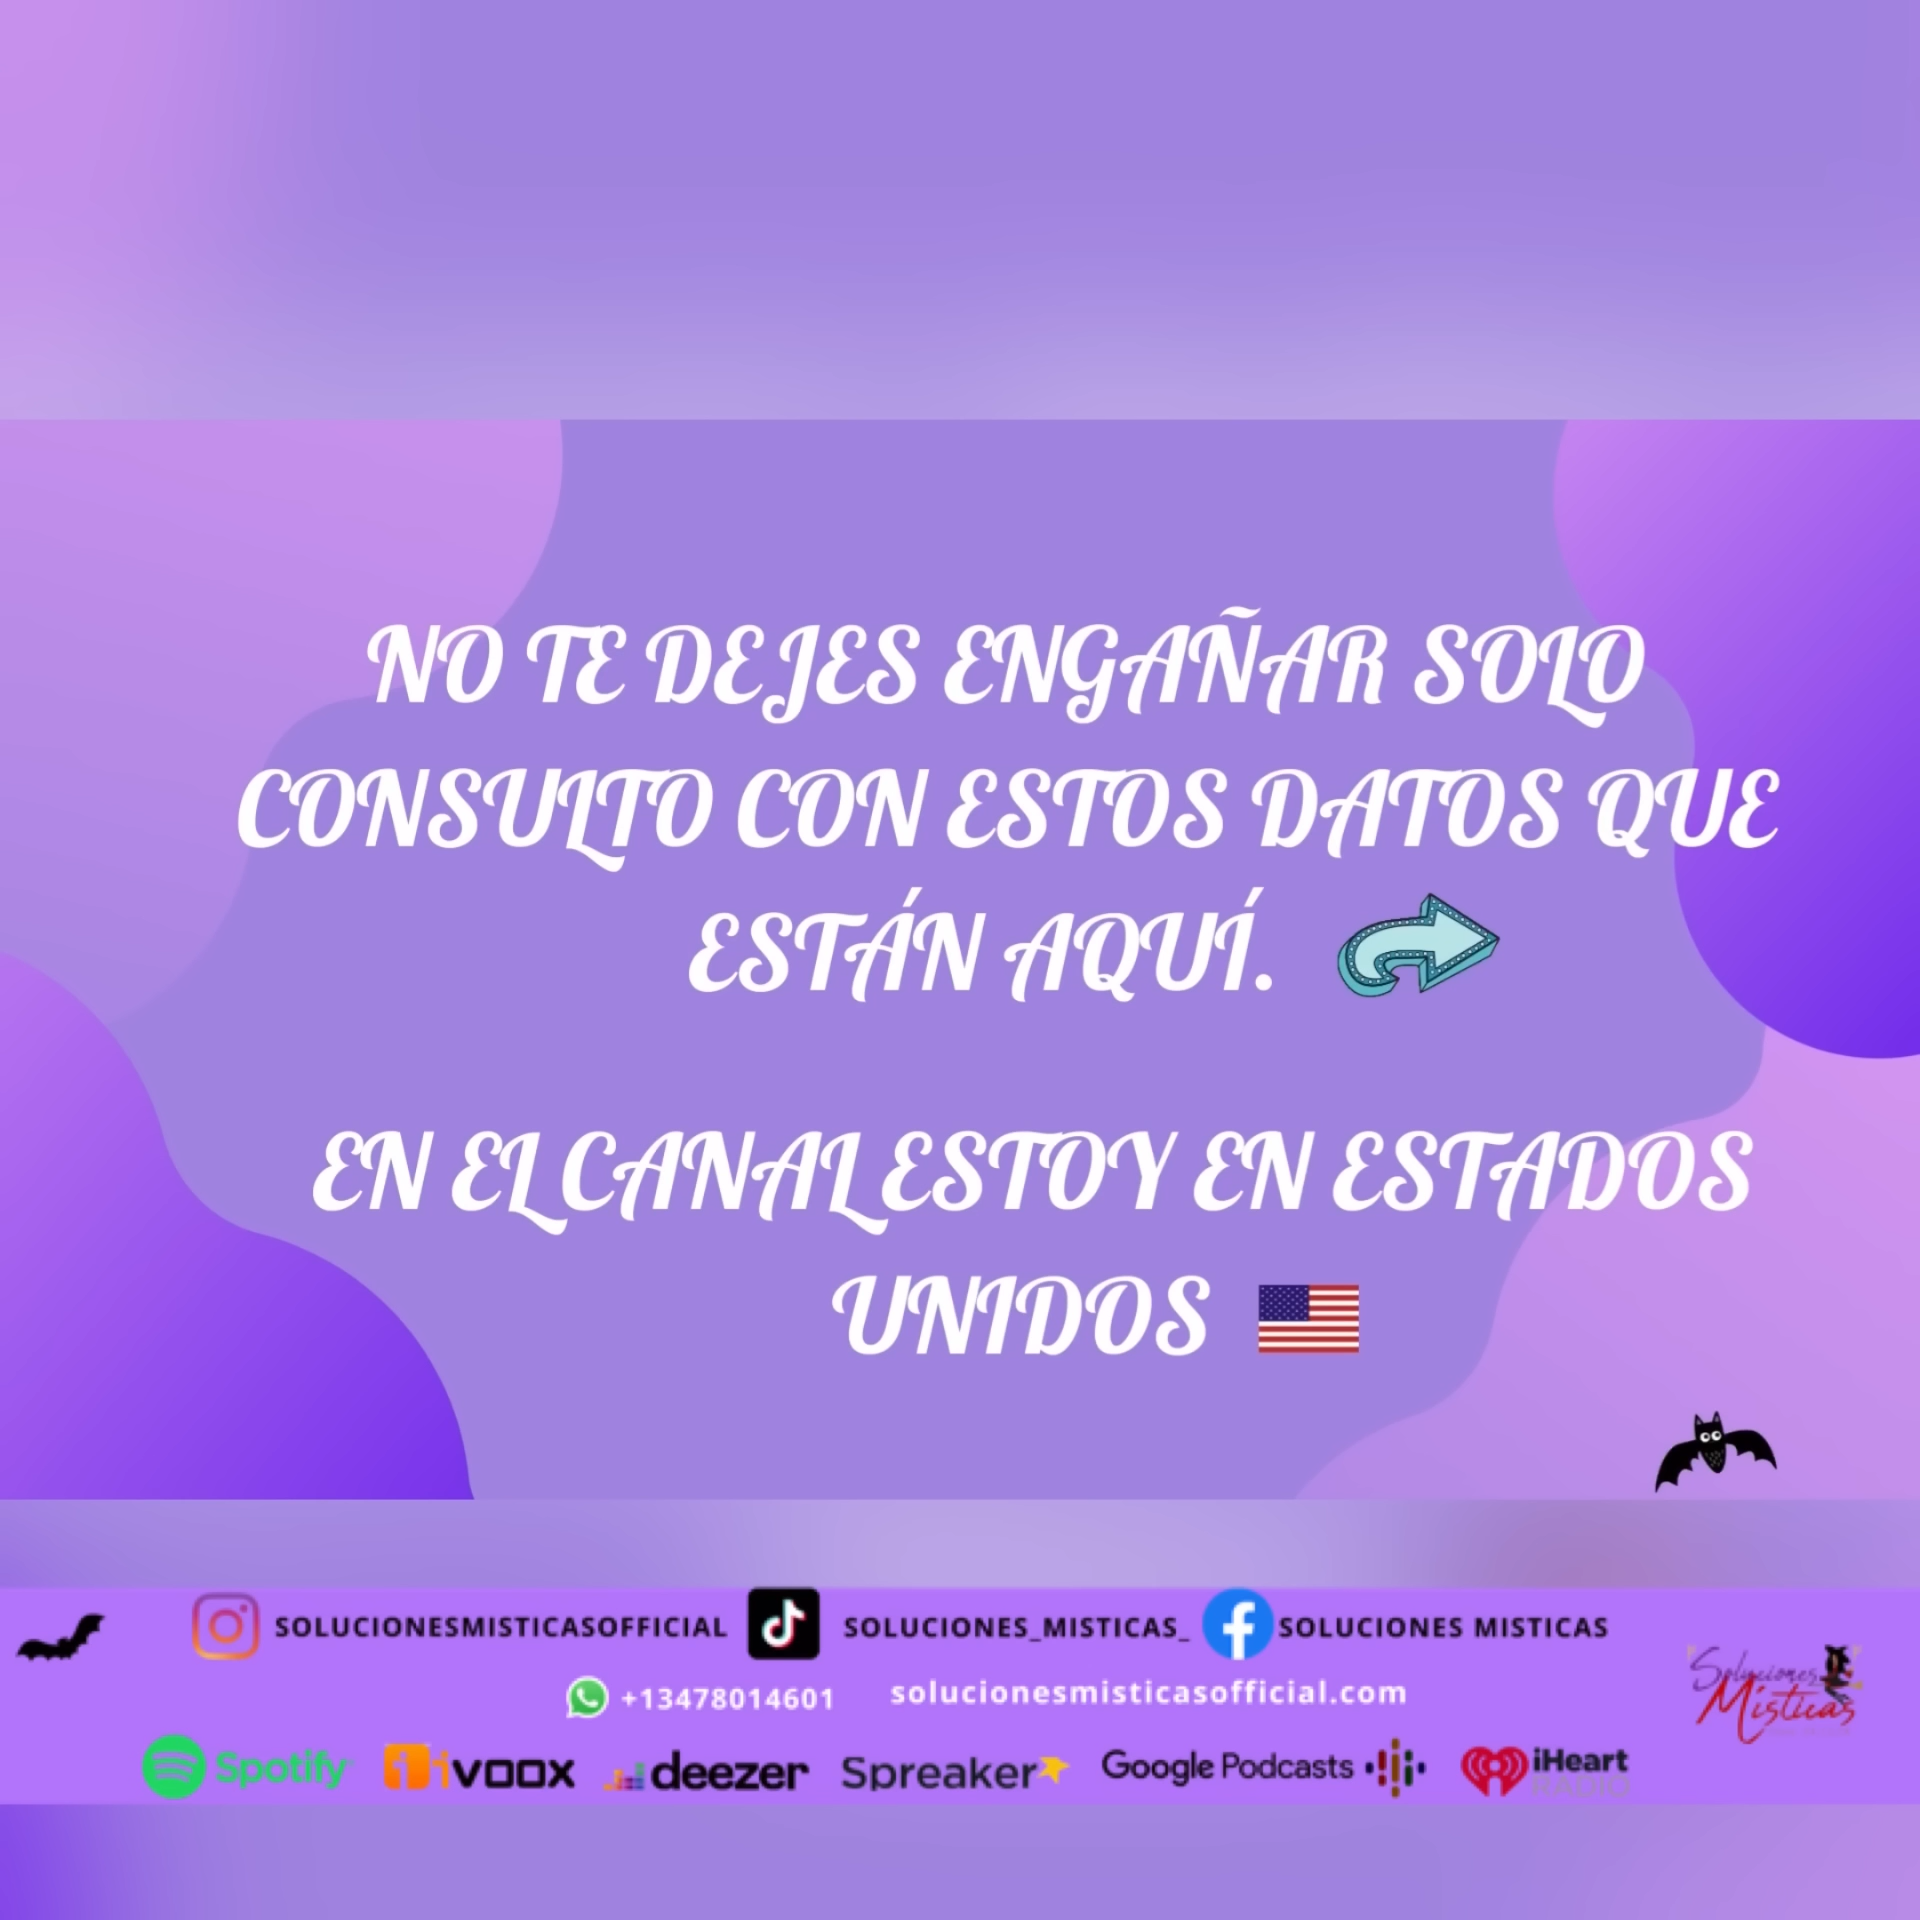 NO TE DEJES ENGAÑAR SOLO
CONSULTO CON ESTOS DATOS QUE
ESTÁN AQUÍ.
EN EL CANAL ESTOY EN ESTADOS
UNIDOS
SOLUCIONESMISTICASOFFICIAL SOLUCIONES_MISTICAS_ SOLUCIONES MISTICAS
+13478014601 solucionesmisticasofficial.com
Soluciones
Místicas
Spotify ivoox deezer Spreaker Google Podcasts iHeart
RADIO